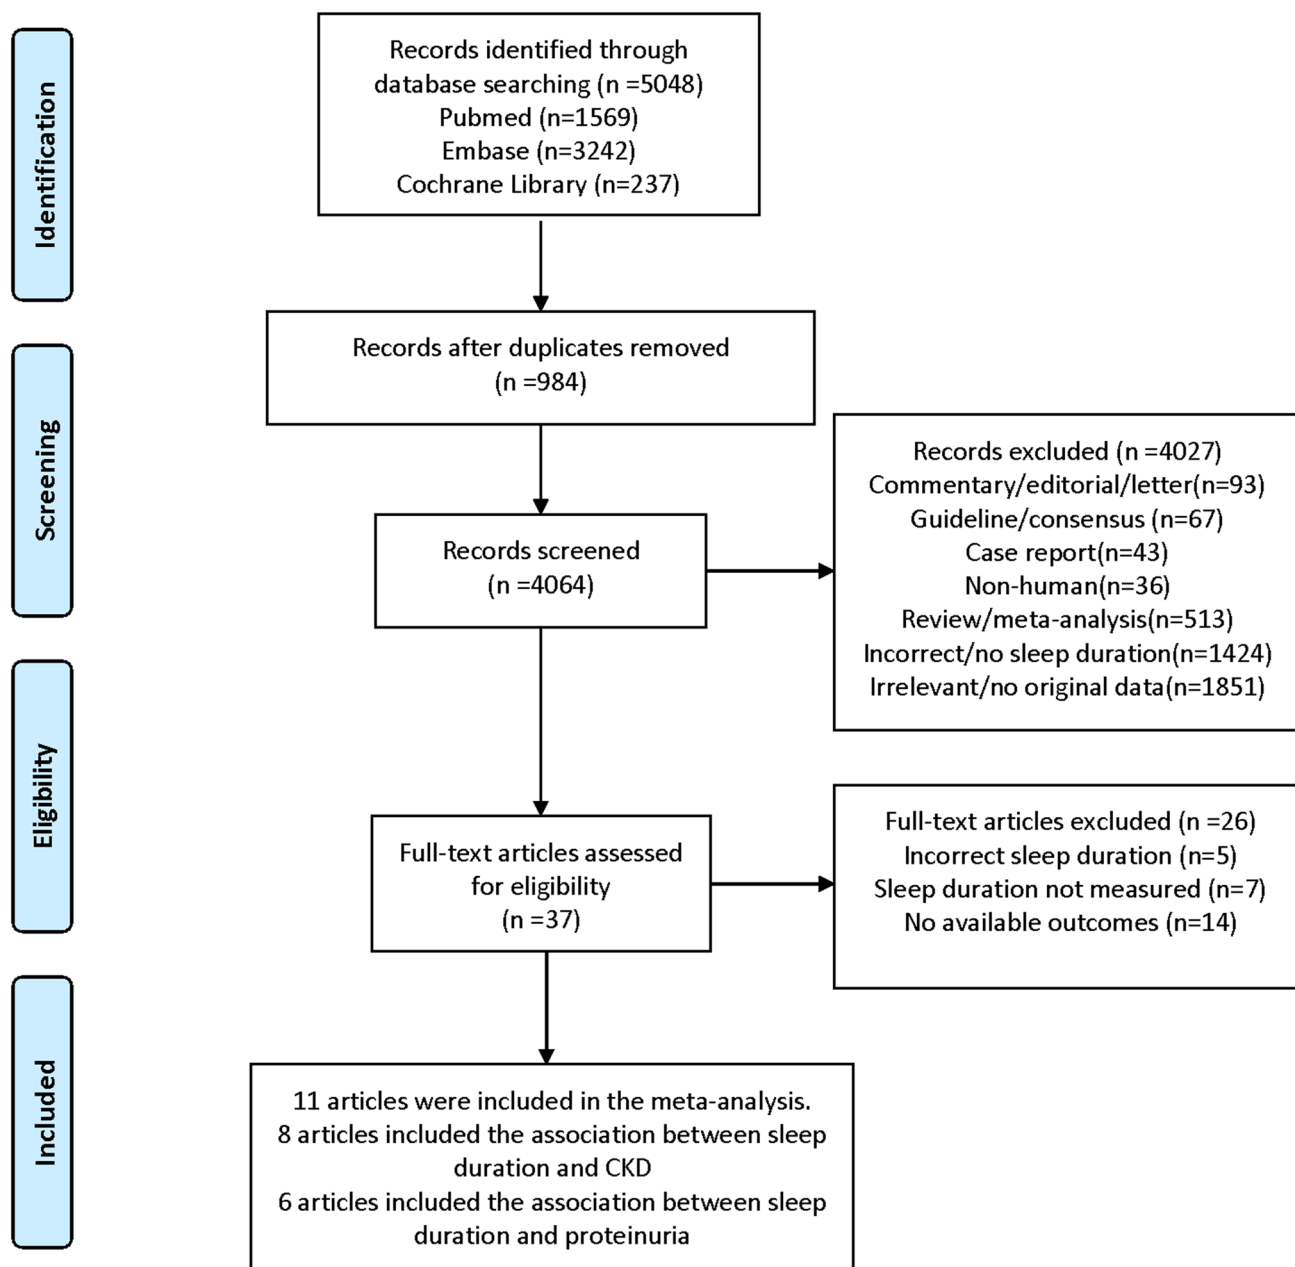 Identification
Records identified through
database searching (n =5048)
Pubmed (n=1569)
Embase (n=3242)
Cochrane Library (n=237)
Records after duplicates removed
(n =984)
Screening
Records screened
(n =4064)
Records excluded (n =4027)
Commentary/editorial/letter(n=93)
Guideline/consensus (n=67)
Case report(n=43)
Non-human(n=36)
Review/meta-analysis(n=513)
Incorrect/no sleep duration(n=1424)
Irrelevant/no original data(n=1851)
Eligibility
Full-text articles assessed
for eligibility
(n =37)
Full-text articles excluded (n =26)
Incorrect sleep duration (n=5)
Sleep duration not measured (n=7)
No available outcomes (n=14)
Included
11 articles were included in the meta-analysis.
8 articles included the association between sleep
duration and CKD
6 articles included the association between sleep
duration and proteinuria